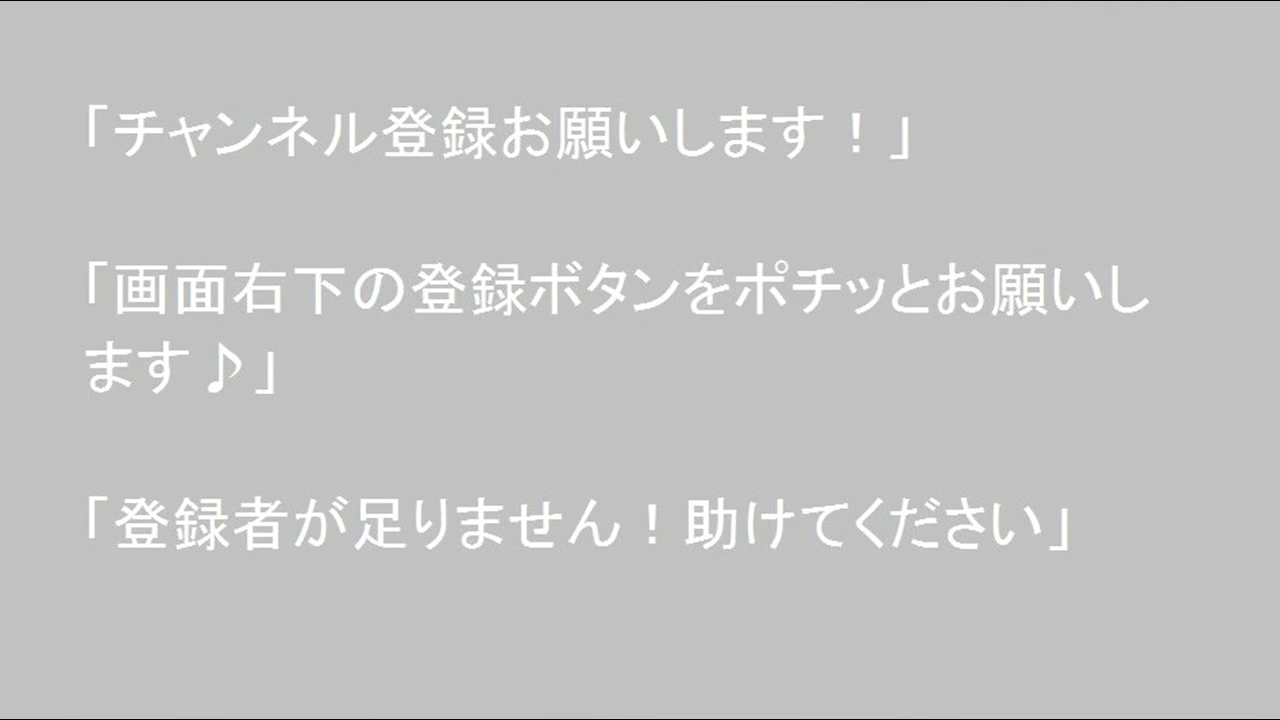 「チャンネル登録お願いします！」
「画面右下の登録ボタンをポチッとお願いし
ます♪」
「登録者が足りません！助けてください」